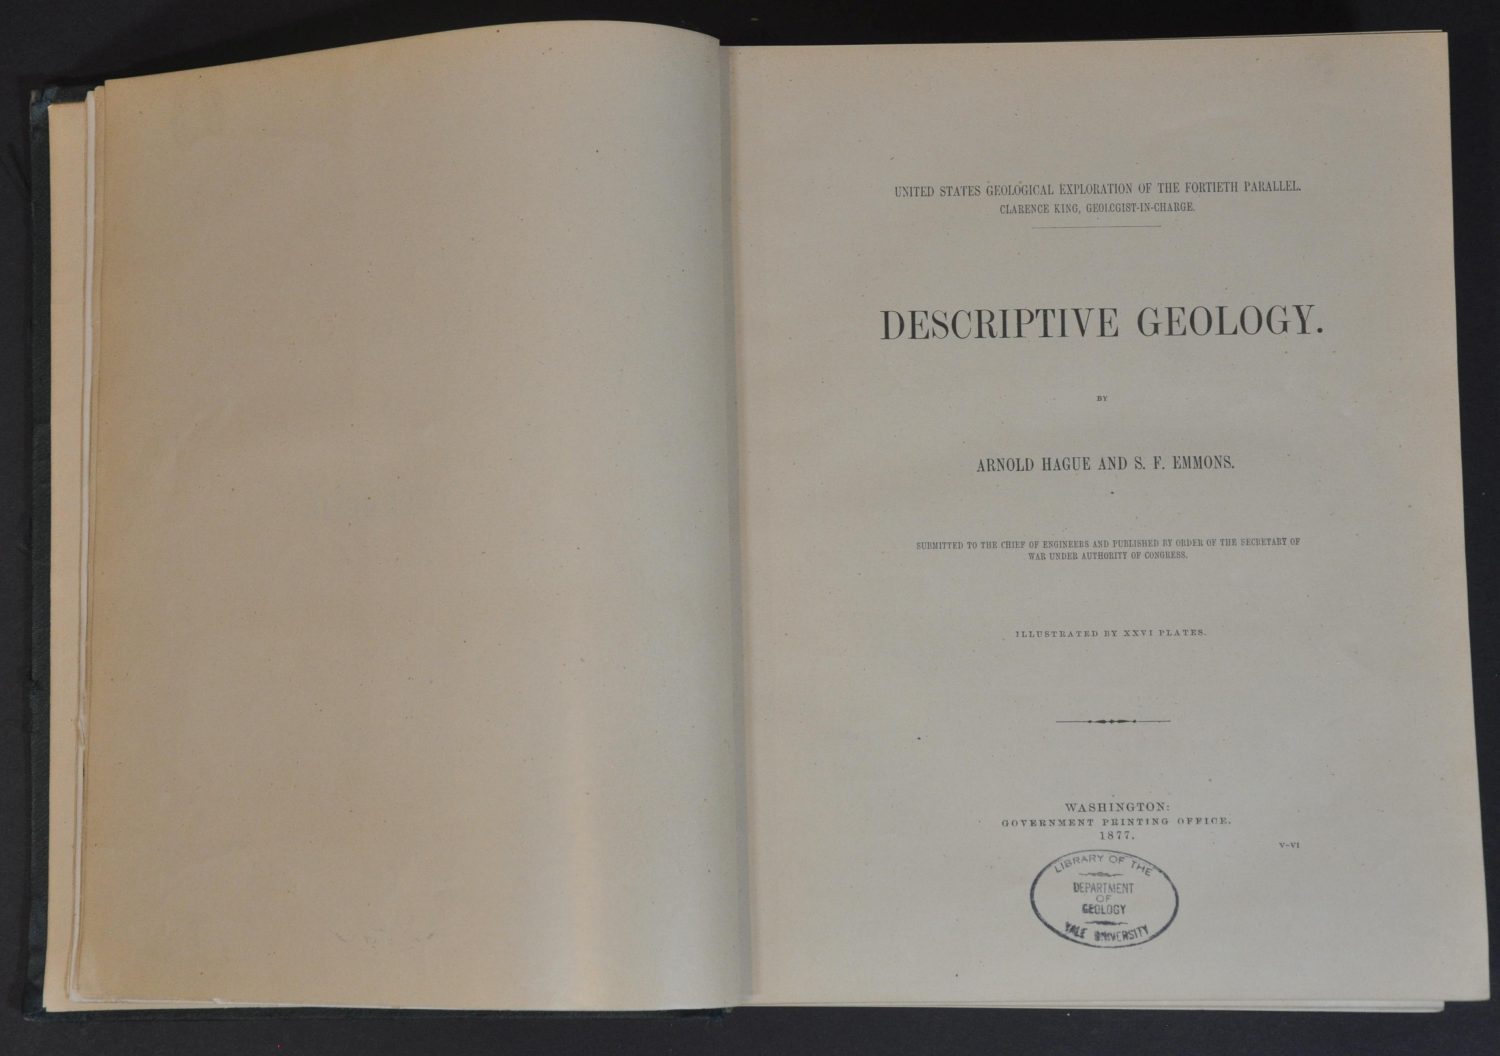 UNITED STATES GEOLOGICAL EXPLORATION OF THE FORTIETH PARALLEL.
CLARENCE KING, GEOLOGIST-IN-CHARGE.
DESCRIPTIVE GEOLOGY.
BY
ARNOLD HAGUE AND S. F. EMMONS.
SUBMITTED TO THE CHIEF OF ENGINEERS AND PUBLISHED BY ORDER OF THE SECRETARY OF
WAR UNDER AUTHORITY OF CONGRESS.
ILLUSTRATED BY XXVI PLATES.
WASHINGTON:
GOVERNMENT PRINTING OFFICE.
1877.
V-VI
LIBRARY OF THE
DEPARTMENT
OF
GEOLOGY
YALE UNIVERSITY